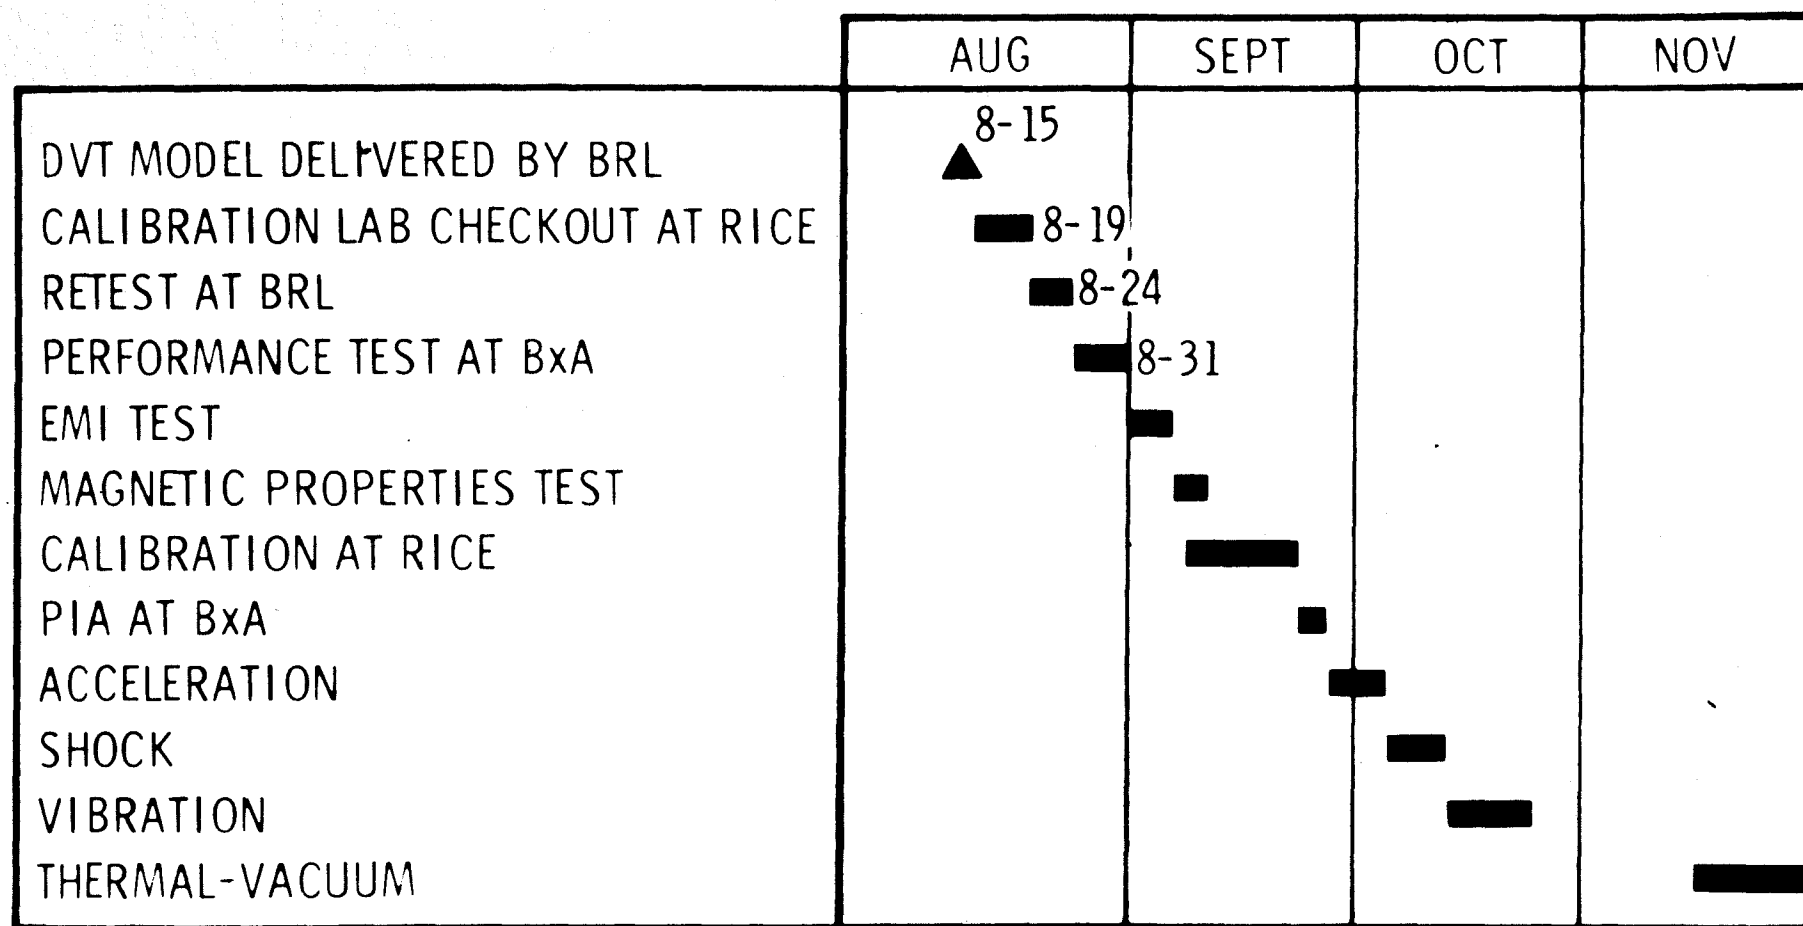 AUG SEPT OCT NOV
8-15
DVT MODEL DELIVERED BY BRL
CALIBRATION LAB CHECKOUT AT RICE 8-19
RETEST AT BRL 8-24
PERFORMANCE TEST AT BxA 8-31
EMI TEST
MAGNETIC PROPERTIES TEST
CALIBRATION AT RICE
PIA AT BxA
ACCELERATION
SHOCK
VIBRATION
THERMAL-VACUUM